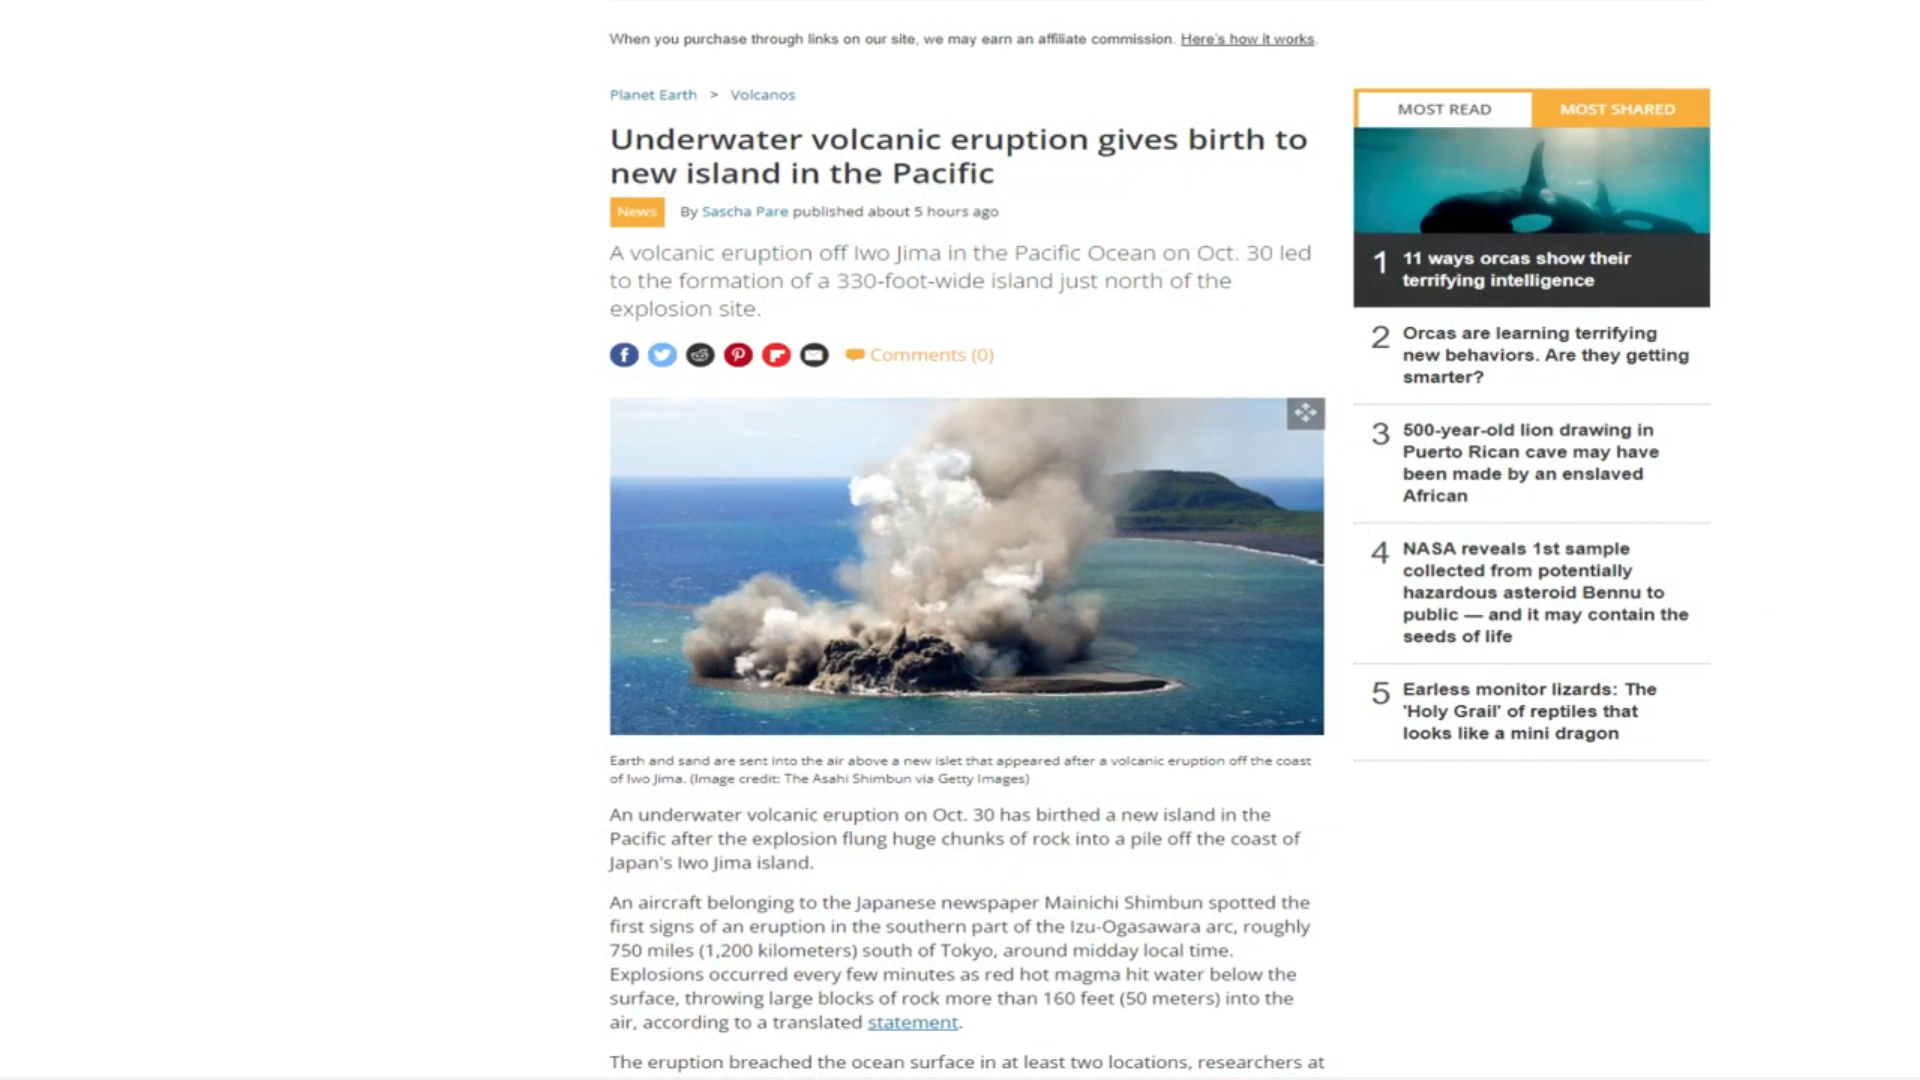 When you purchase through links on our site, we may earn an affiliate commission. Here's how it works.
Planet Earth > Volcanos
Underwater volcanic eruption gives birth to
new island in the Pacific
News By Sascha Pare published about 5 hours ago
A volcanic eruption off Iwo Jima in the Pacific Ocean on Oct. 30 led
to the formation of a 330-foot-wide island just north of the
explosion site.
Comments (0)
Earth and sand are sent into the air above a new islet that appeared after a volcanic eruption off the coast
of Iwo Jima. (Image credit: The Asahi Shimbun via Getty Images)
An underwater volcanic eruption on Oct. 30 has birthed a new island in the
Pacific after the explosion flung huge chunks of rock into a pile off the coast of
Japan's Iwo Jima island.
An aircraft belonging to the Japanese newspaper Mainichi Shimbun spotted the
first signs of an eruption in the southern part of the Izu-Ogasawara arc, roughly
750 miles (1,200 kilometers) south of Tokyo, around midday local time.
Explosions occurred every few minutes as red hot magma hit water below the
surface, throwing large blocks of rock more than 160 feet (50 meters) into the
air, according to a translated statement.
The eruption breached the ocean surface in at least two locations, researchers at
MOST READ MOST SHARED
1 11 ways orcas show their
terrifying intelligence
2 Orcas are learning terrifying
new behaviors. Are they getting
smarter?
3 500-year-old lion drawing in
Puerto Rican cave may have
been made by an enslaved
African
4 NASA reveals 1st sample
collected from potentially
hazardous asteroid Bennu to
public — and it may contain the
seeds of life
5 Earless monitor lizards: The
'Holy Grail' of reptiles that
looks like a mini dragon